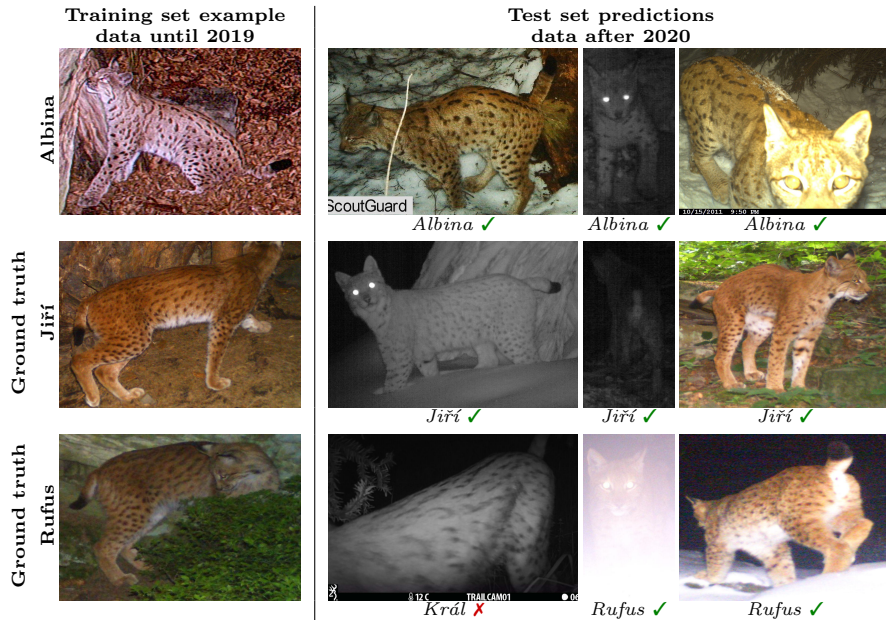 Training set example
data until 2019
Test set predictions
data after 2020
Albina
ScoutGuard
10/15/2011 9:50 PM
Albina ✓
Albina ✓
Albina ✓
Ground truth
Jiří
Jiří ✓
Jiří ✓
Jiří ✓
Ground truth
Rufus
12 C
TRAILCAM01
06
Král ✗
Rufus ✓
Rufus ✓